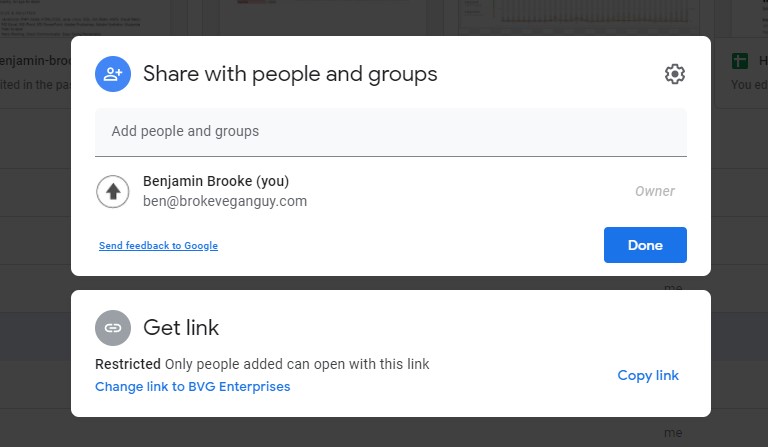 enjamin-broo
ited in the pas
H
You ed
Share with people and groups
Add people and groups
Benjamin Brooke (you)
ben@brokeveganguy.com
Owner
Send feedback to Google
Done
me
Get link
Restricted Only people added can open with this link
Change link to BVG Enterprises
Copy link
me